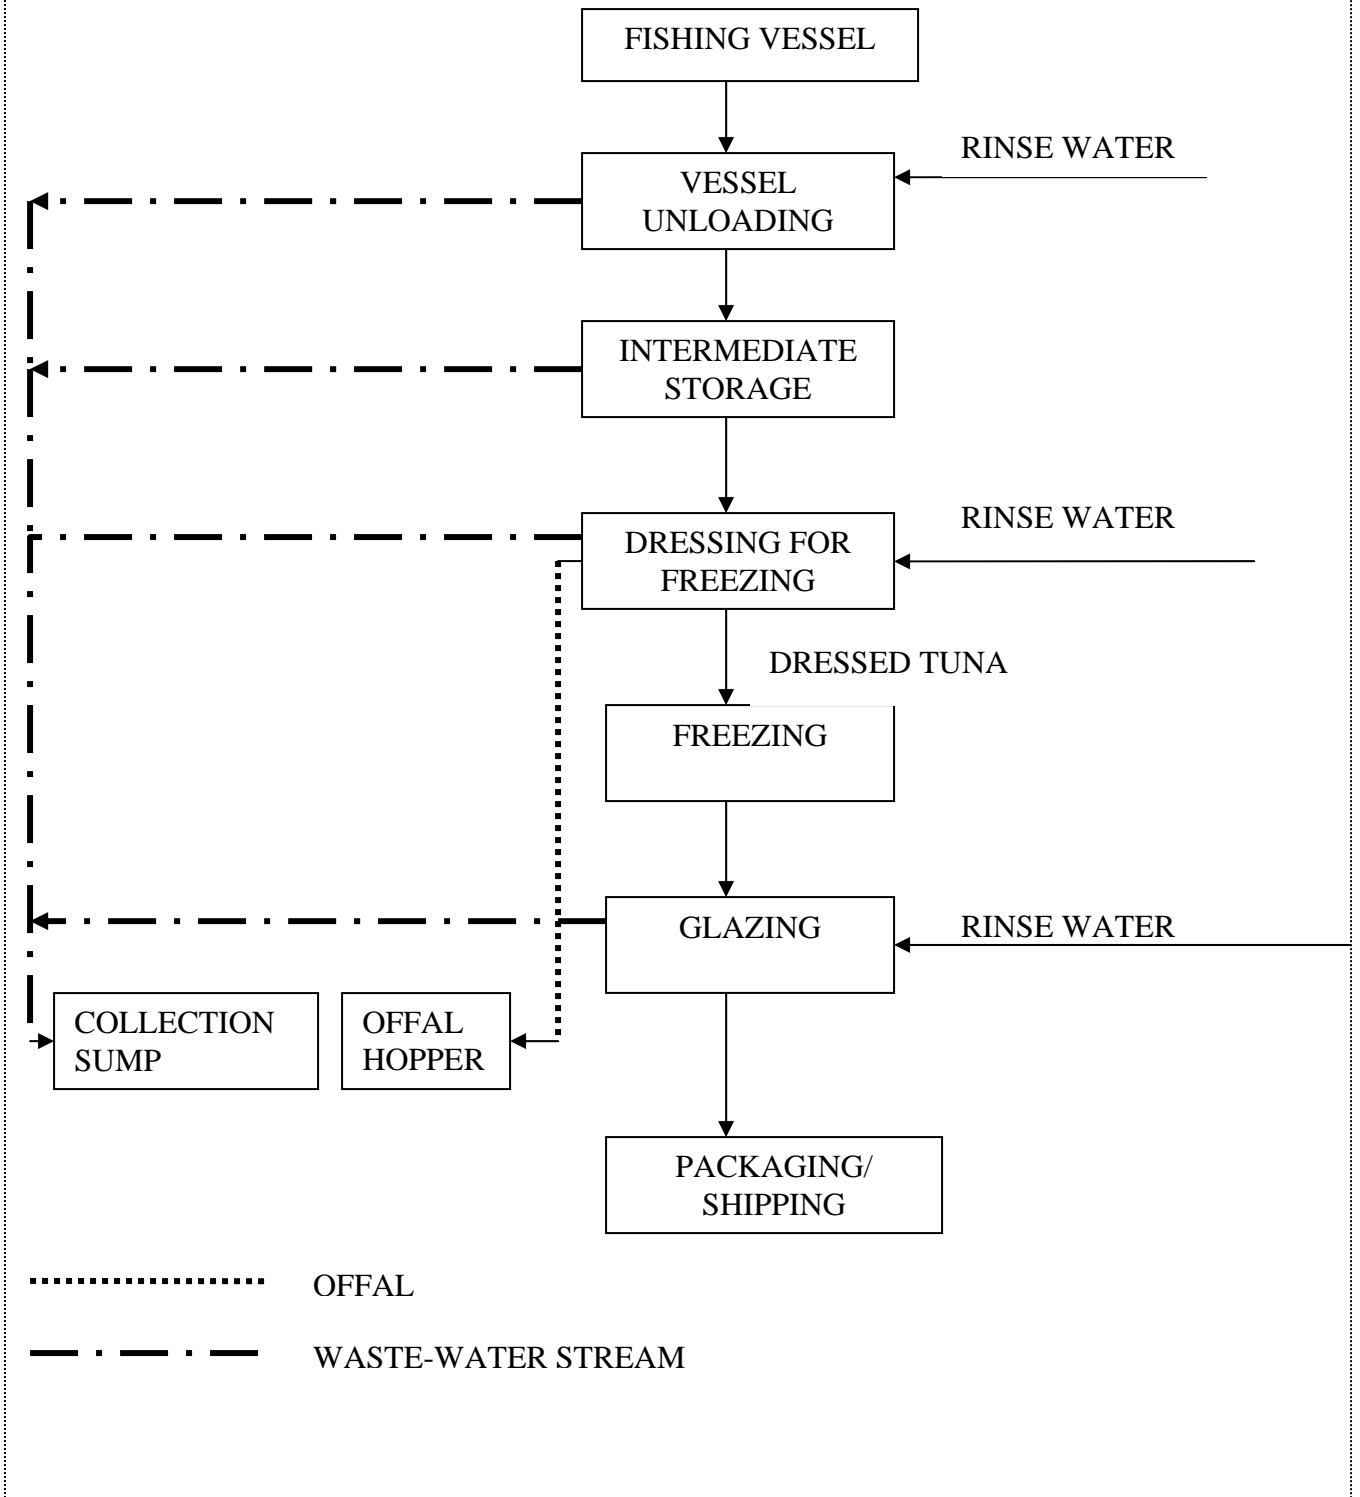 FISHING VESSEL
RINSE WATER
VESSEL
UNLOADING
INTERMEDIATE
STORAGE
RINSE WATER
DRESSING FOR
FREEZING
DRESSED TUNA
FREEZING
GLAZING
RINSE WATER
COLLECTION
SUMP
OFFAL
HOPPER
PACKAGING/
SHIPPING
OFFAL
WASTE-WATER STREAM